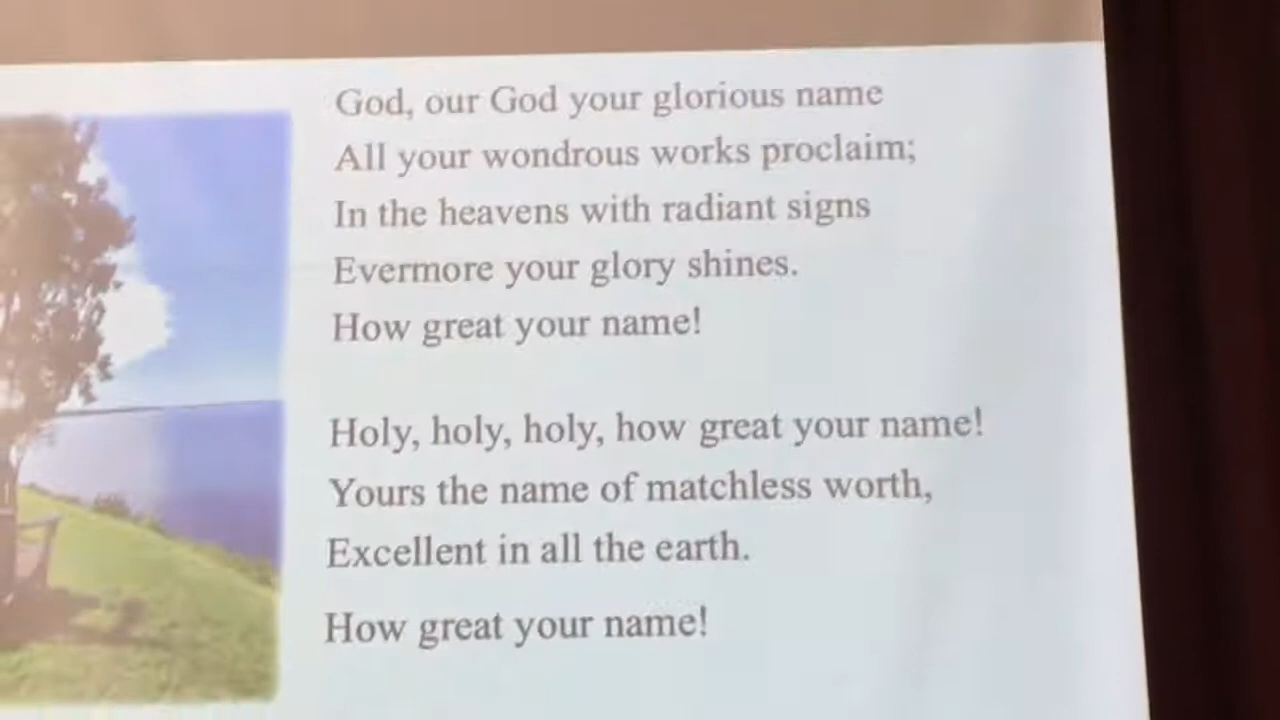 God, our God your glorious name
All your wondrous works proclaim;
In the heavens with radiant signs
Evermore your glory shines.
How great your name!
Holy, holy, holy, how great your name!
Yours the name of matchless worth,
Excellent in all the earth.
How great your name!